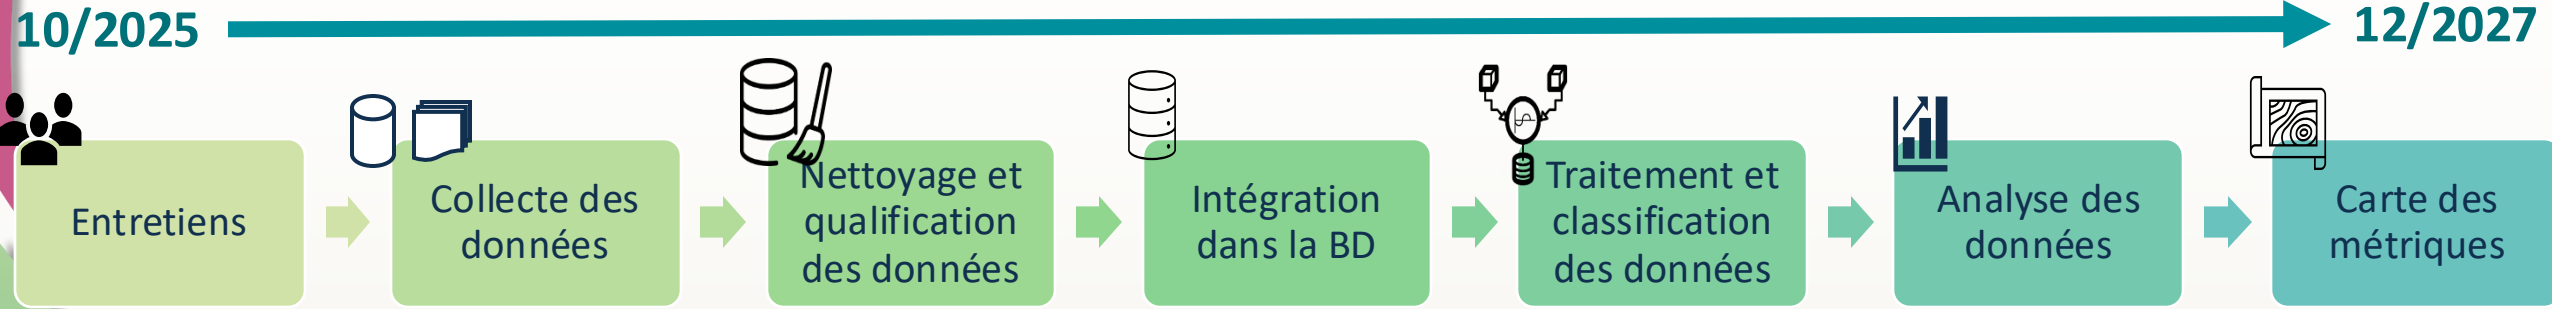 10/2025
12/2027
Entretiens
Collecte des
données
Nettoyage et
qualification
des données
Intégration
dans la BD
Traitement et
classification
des données
Analyse des
données
Carte des
métriques